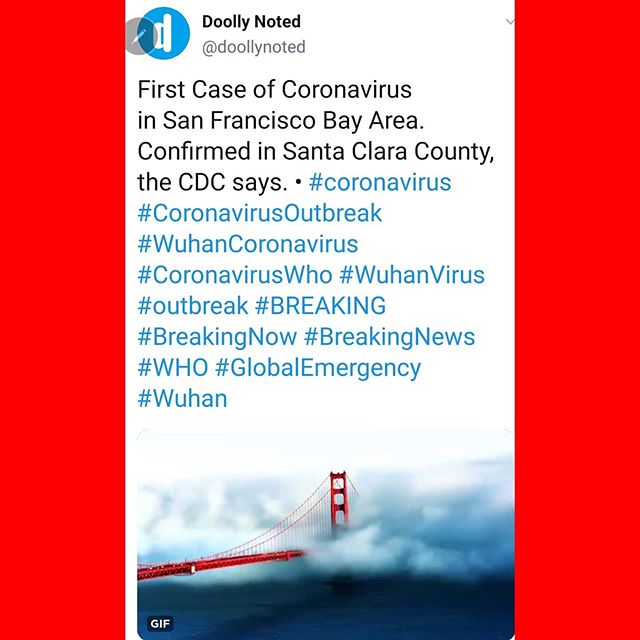 Doolly Noted
@doollynoted
First Case of Coronavirus
in San Francisco Bay Area.
Confirmed in Santa Clara County,
the CDC says. • #coronavirus
#CoronavirusOutbreak
#WuhanCoronavirus
#CoronavirusWho #WuhanVirus
#outbreak #BREAKING
#BreakingNow #BreakingNews
#WHO #GlobalEmergency
#Wuhan
GIF